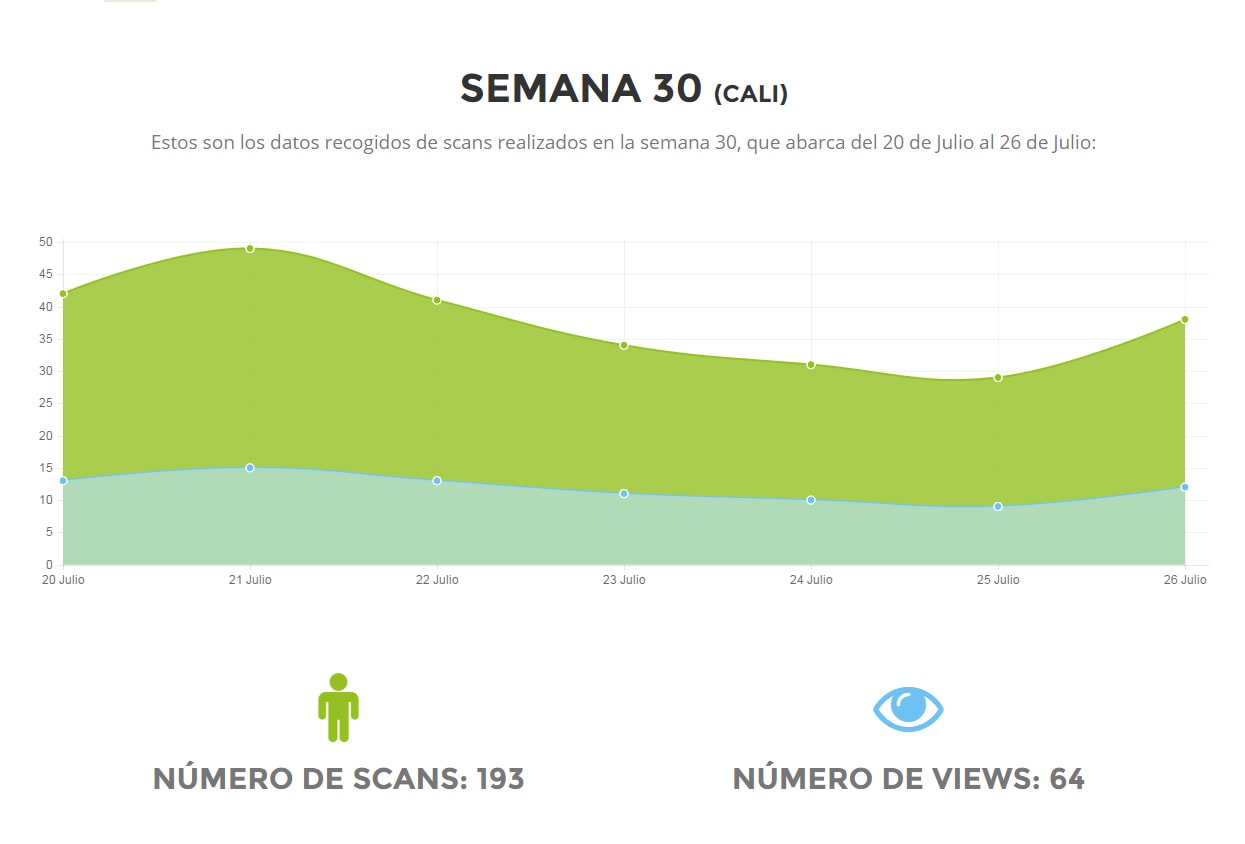 SEMANA 30 (CALI)
Estos son los datos recogidos de scans realizados en la semana 30, que abarca del 20 de Julio al 26 de Julio:
50
45
40
35
30
25
20
15
10
5
0
20 Julio 21 Julio 22 Julio 23 Julio 24 Julio 25 Julio 26 Julio
NÚMERO DE SCANS: 193 NÚMERO DE VIEWS: 64